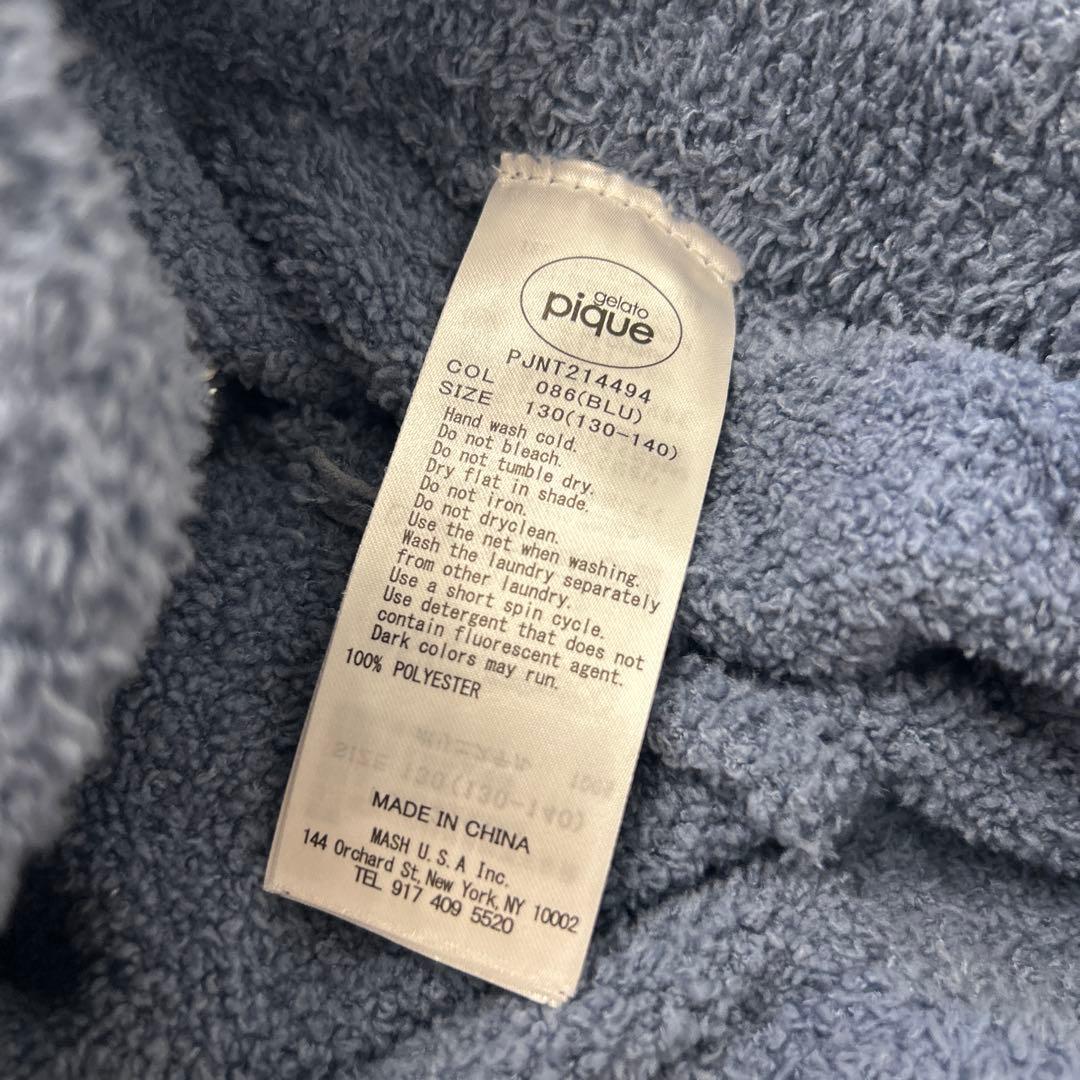 gelato
pique
PJNT214494
COL 086(BLU)
SIZE 130(130-140)
Hand wash cold.
Do not bleach.
Do not tumble dry.
Dry flat in shade.
Do not iron.
Do not dryclean.
Use the net when washing.
Wash the laundry separately
from other laundry.
Use a short spin cycle.
Use detergent that does not
contain fluorescent agent.
Dark colors may run.
100% POLYESTER
MADE IN CHINA
MASH U.S.A Inc.
144 Orchard St, New York, NY 10002
TEL 917 409 5520